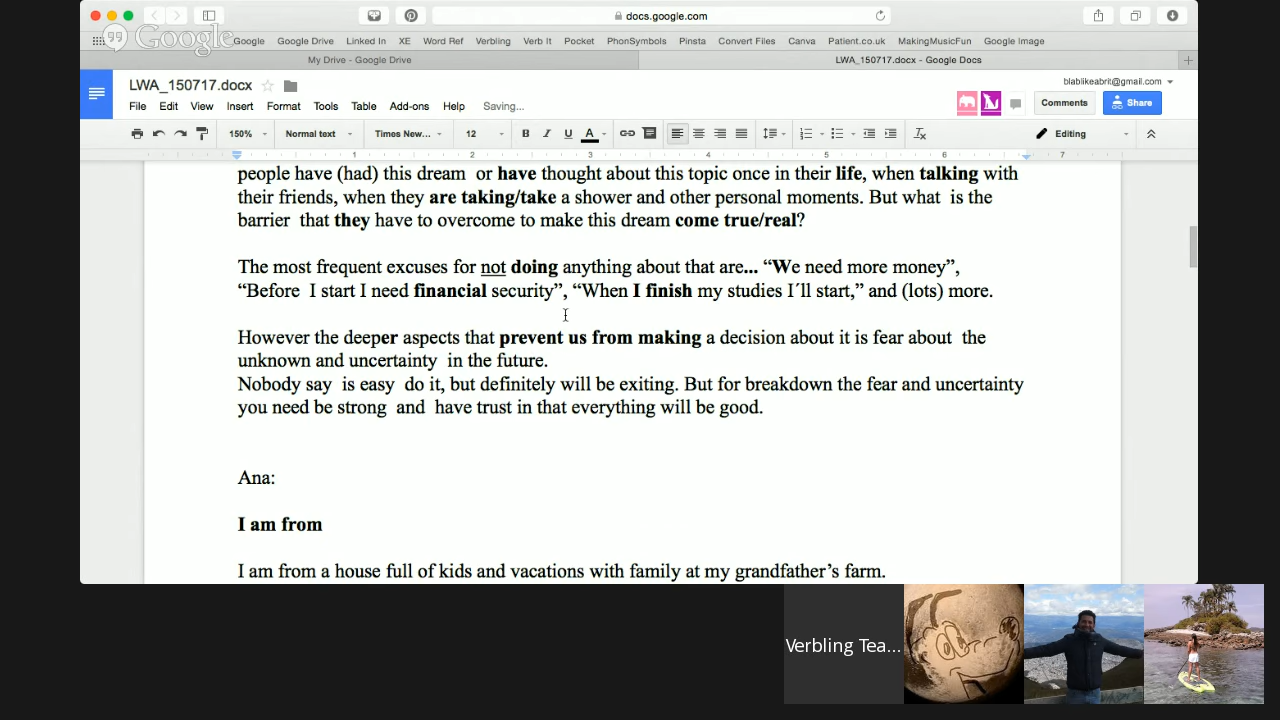 docs.google.com
Google
Google Google Drive Linked In XE Word Ref Verbling Verb It Pocket PhonSymbols Pinsta Convert Files Canva Patient.co.uk MakingMusicFun Google Image
My Drive - Google Drive LWA_150717.docx - Google Docs
LWA_150717.docx blablikeabrit@gmail.com
File Edit View Insert Format Tools Table Add-ons Help Saving... Comments Share
150% Normal text Times New... 12 B I U A Editing
1 2 3 4 5 6 7
people have (had) this dream or have thought about this topic once in their life, when talking with
their friends, when they are taking/take a shower and other personal moments. But what is the
barrier that they have to overcome to make this dream come true/real?
The most frequent excuses for not doing anything about that are... “We need more money”,
“Before I start I need financial security”, “When I finish my studies I´ll start,” and (lots) more.
However the deeper aspects that prevent us from making a decision about it is fear about the
unknown and uncertainty in the future.
Nobody say is easy do it, but definitely will be exiting. But for breakdown the fear and uncertainty
you need be strong and have trust in that everything will be good.
Ana:
I am from
I am from a house full of kids and vacations with family at my grandfather’s farm.
Verbling Tea...